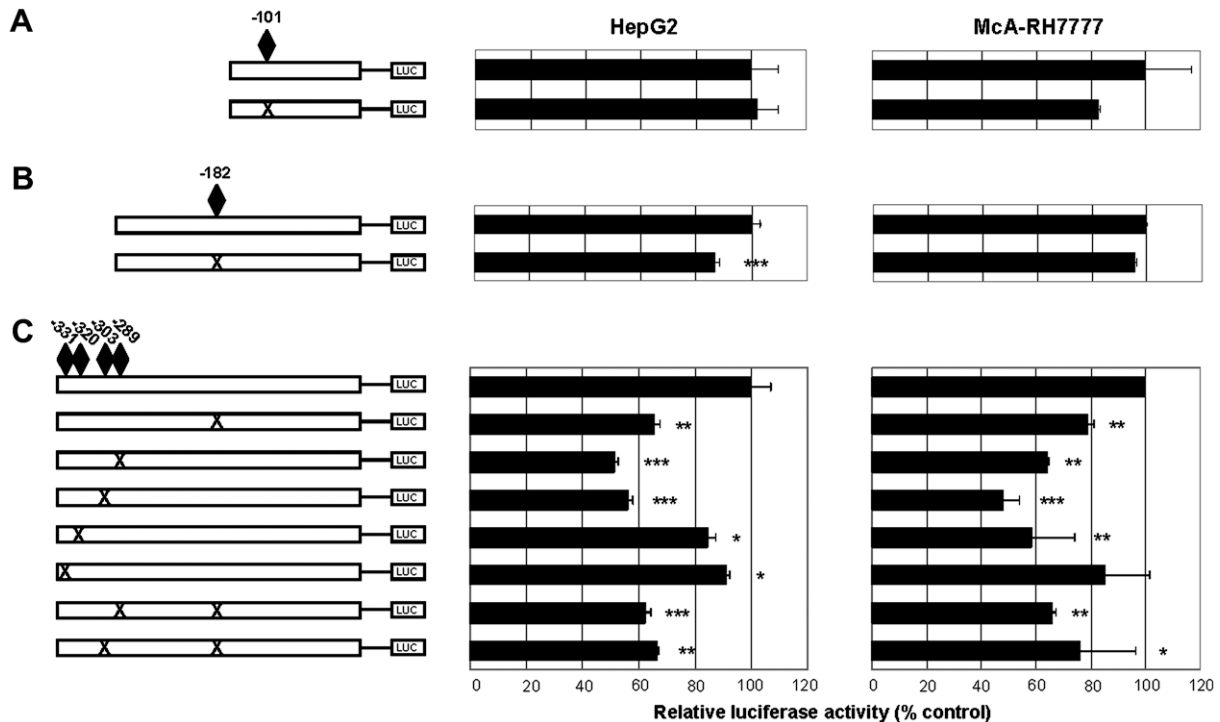 A
-101
HepG2
McA-RH7777
LUC
LUC
B
-182
LUC
***
LUC
C
-331 -320 -303 -289
LUC
LUC
**
**
LUC
***
**
LUC
***
***
LUC
*
**
LUC
*
LUC
***
**
LUC
**
*
0 20 40 60 80 100 120
0 20 40 60 80 100 120
Relative luciferase activity (% control)